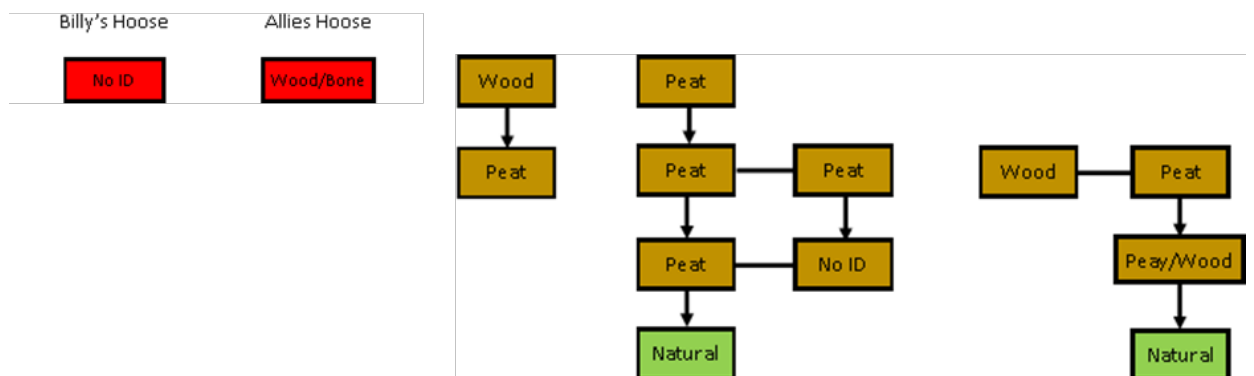 Billy's Hoose
Allies Hoose
No ID
Wood/Bone
Wood
Peat
Peat
Peat
Peat
Wood
Peat
Peat
No ID
Peay/Wood
Natural
Natural